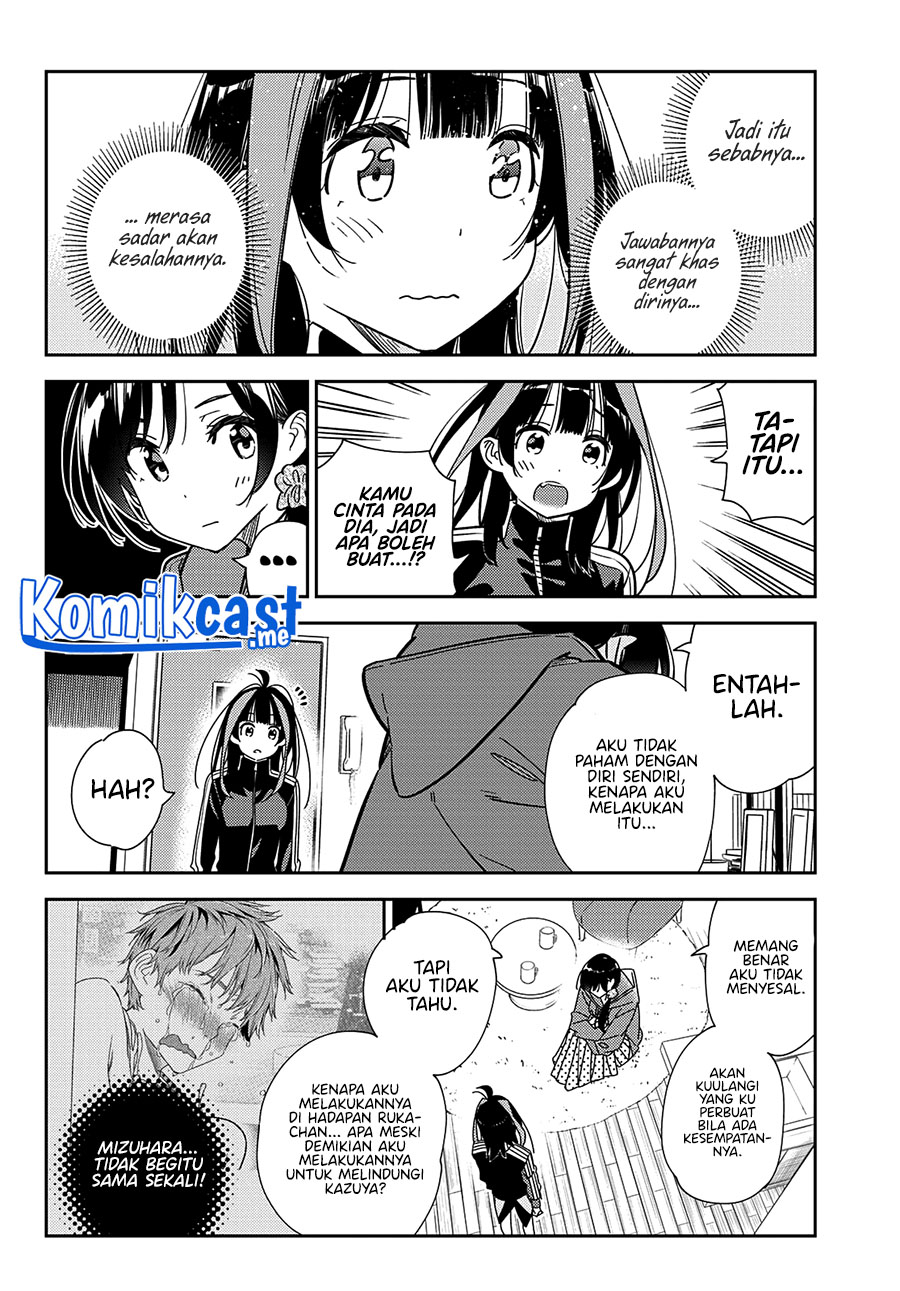 Jadi itu
sebabnya...
Jawabannya
sangat khas
dengan
dirinya...
... merasa
sadar akan
kesalahannya.
TA-
TAPI
ITU...
KAMU
CINTA PADA
DIA, JADI
APA BOLEH
BUAT...!?
...
Komikcast
.me
ENTAH-
LAH.
AKU TIDAK
PAHAM DENGAN
DIRI SENDIRI,
KENAPA AKU
MELAKUKAN
ITU...
HAH?
MEMANG
BENAR
AKU TIDAK
MENYESAL.
AKAN
KUULANGI
YANG KU
PERBUAT
BILA ADA
KESEMPATAN-
NYA.
TAPI
AKU TIDAK
TAHU.
KENAPA AKU
MELAKUKANNYA
DI HADAPAN RUKA-
CHAN... APA MESKI
DEMIKIAN AKU
MELAKUKANNYA
UNTUK MELINDUNGI
KAZUYA?
MIZUHARA...
TIDAK BEGITU
SAMA SEKALI!